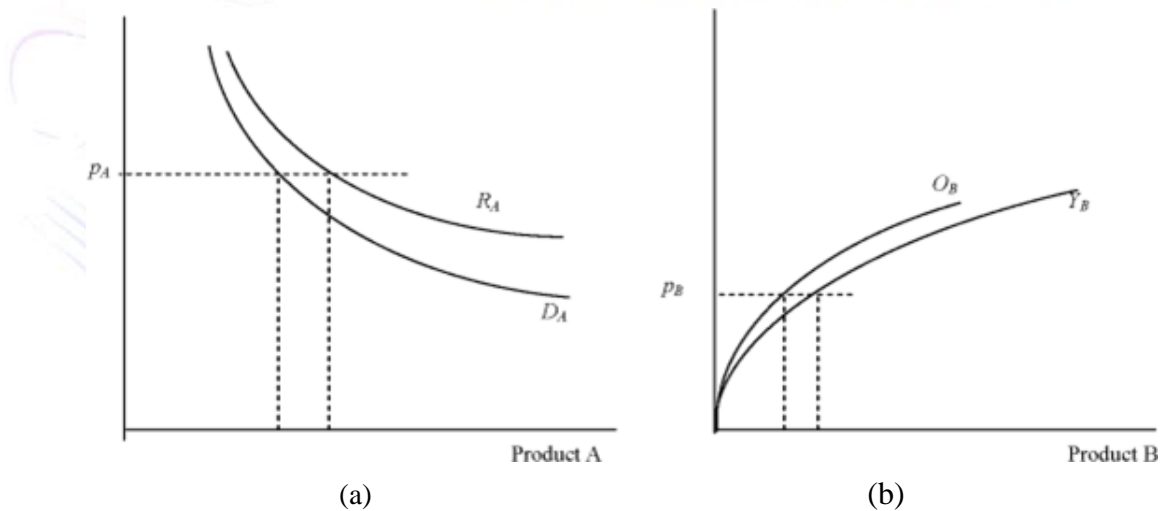 p_A
R_A
D_A
Product A
(a)
O_B
Y_B
p_B
Product B
(b)